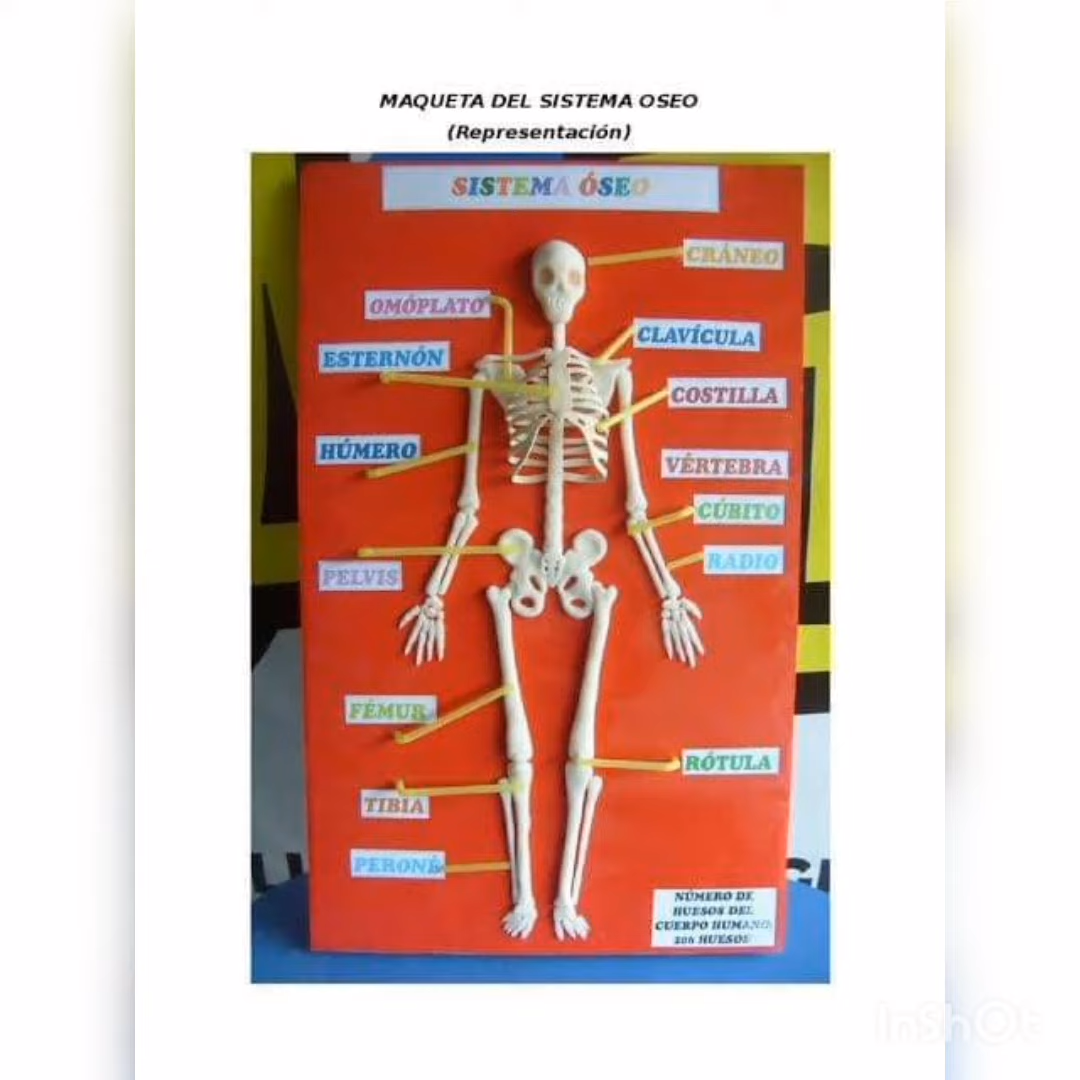 MAQUETA DEL SISTEMA OSEO
(Representación)
SISTEMA ÓSEO
CRÁNEO
OMÓPLATO
CLAVÍCULA
ESTERNÓN
COSTILLA
HÚMERO
VÉRTEBRA
CÚBITO
RADIO
PELVIS
FÉMUR
RÓTULA
TIBIA
PERONÉ
NÚMERO DE
HUESOS DEL
CUERPO HUMANO:
206 HUESOS
InShOt